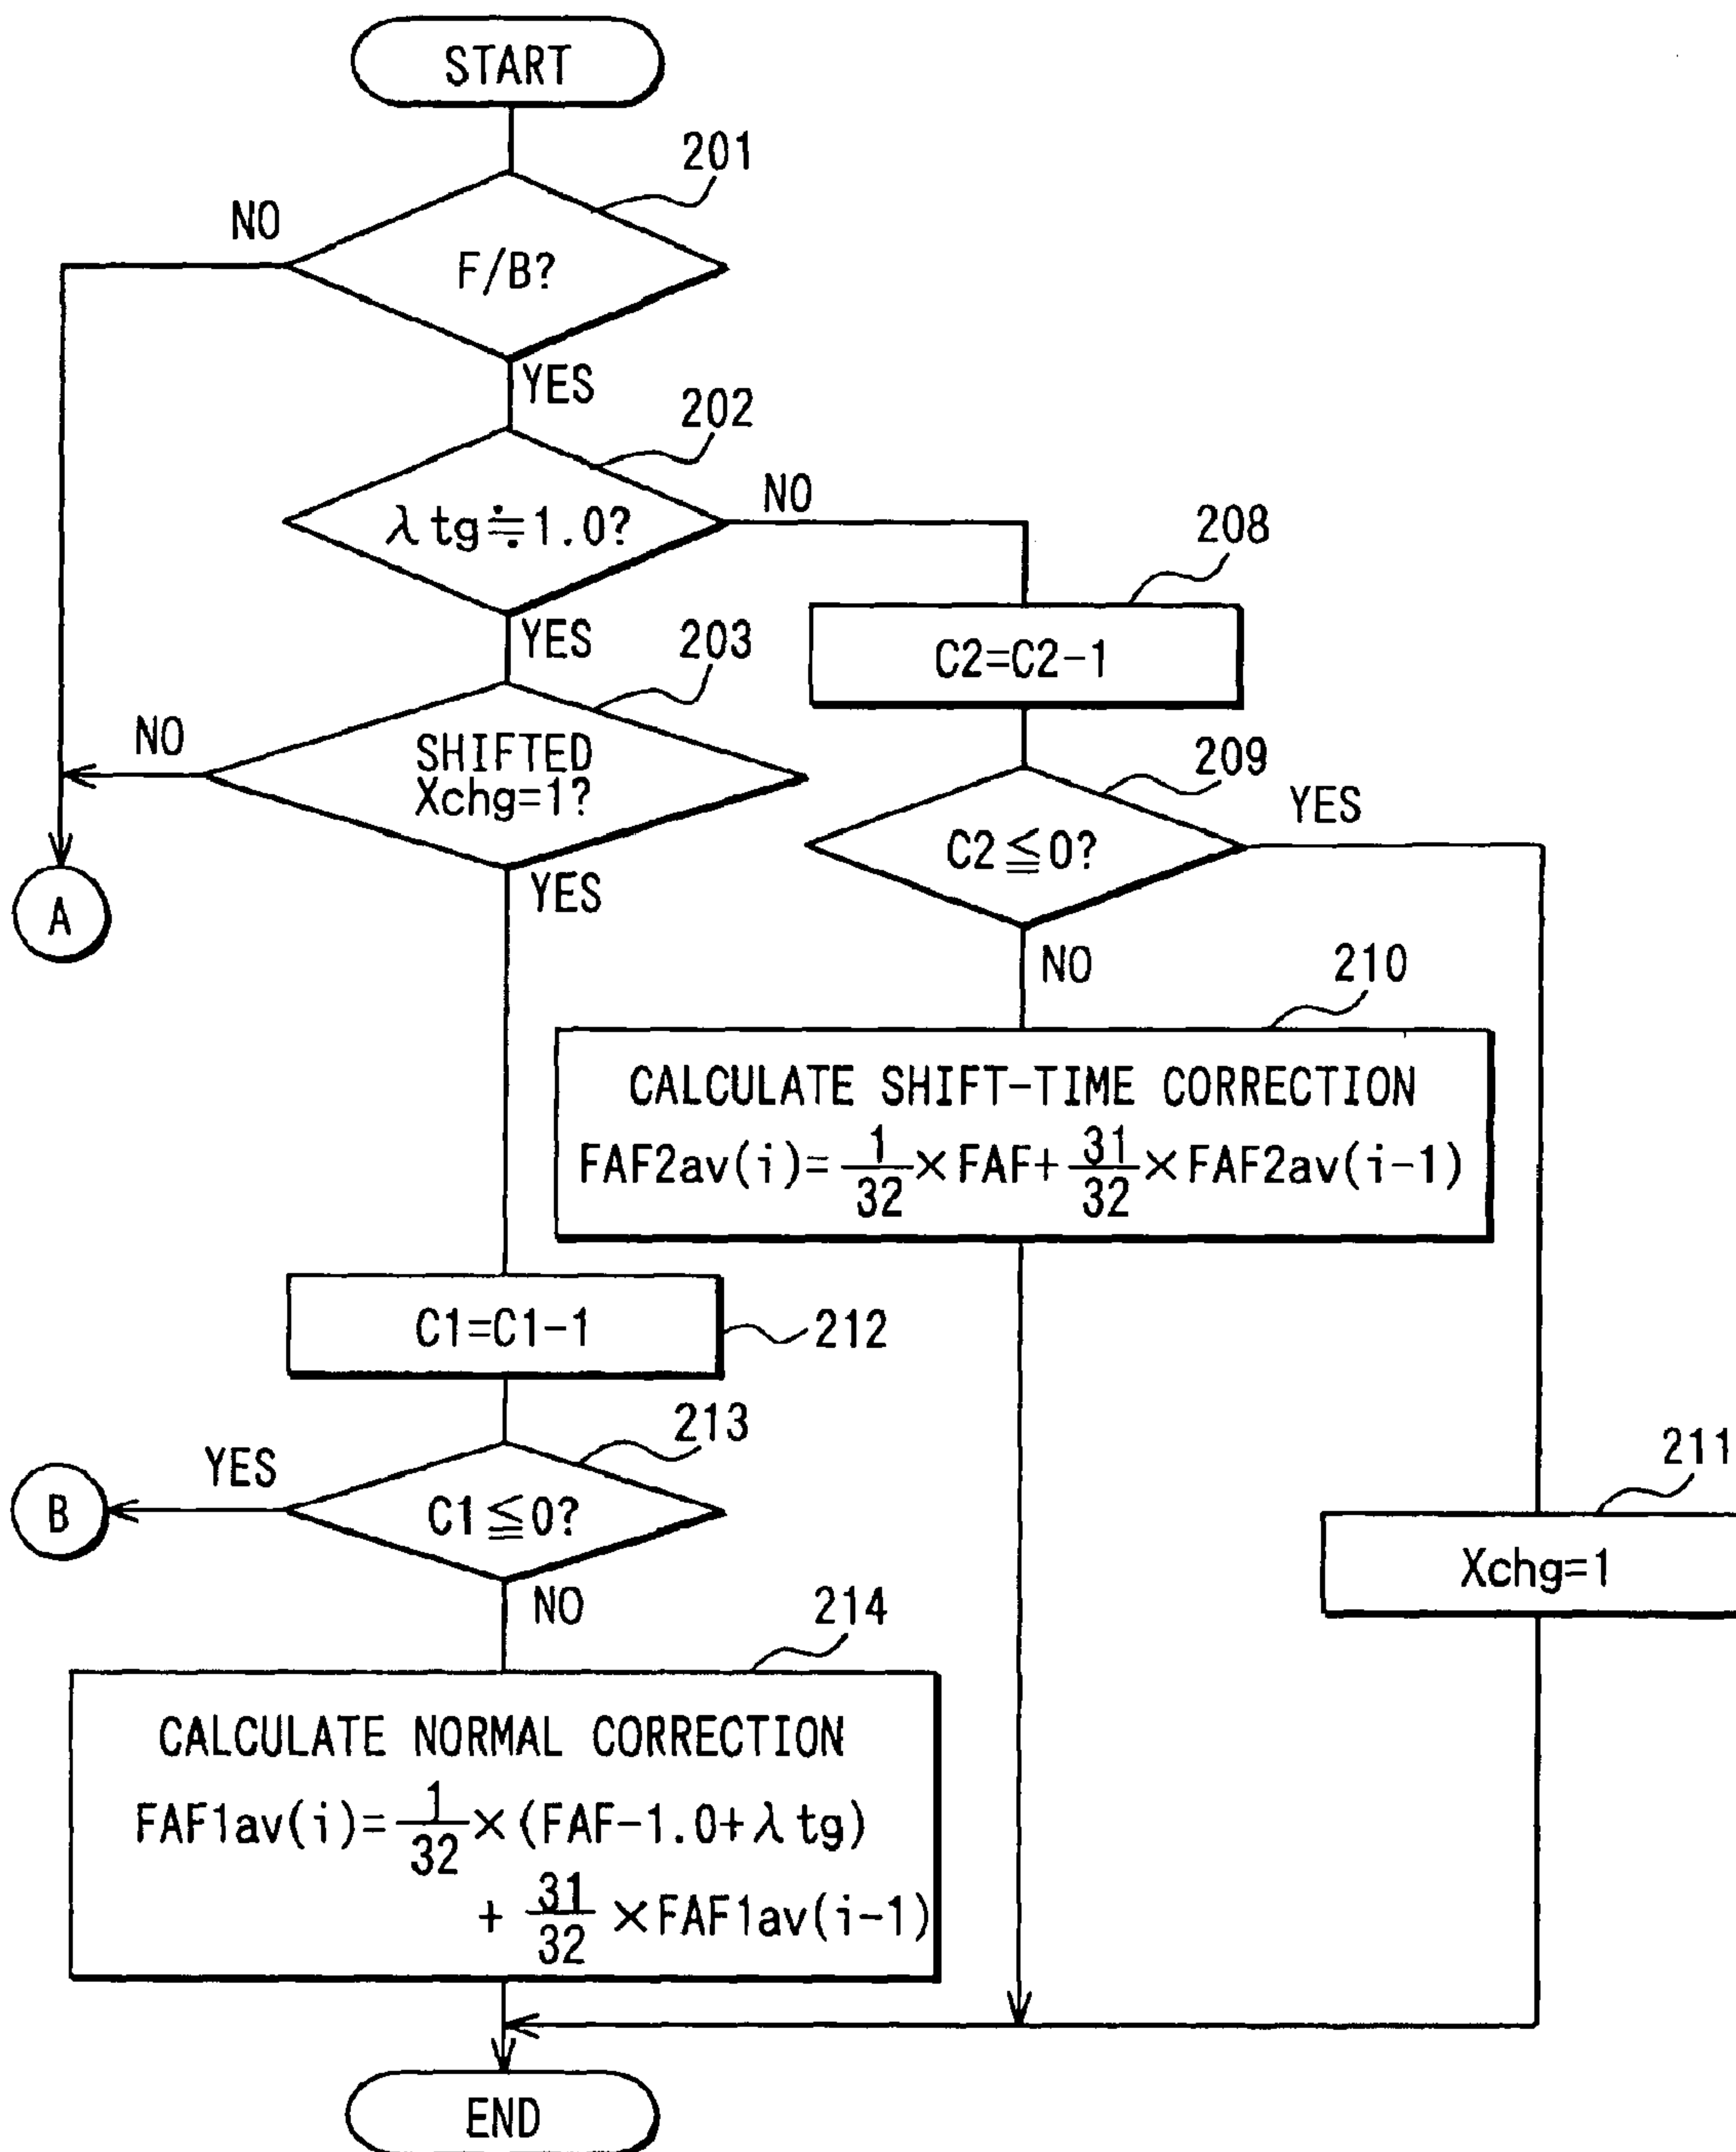 START
201
NO
F/B?
YES
202
λtg≒1.0?
NO
208
YES
203
C2=C2-1
NO
SHIFTED
Xchg=1?
209
YES
C2≦0?
A
YES
NO
210
CALCULATE SHIFT-TIME CORRECTION
FAF2av(i)=1/32×FAF+31/32×FAF2av(i-1)
C1=C1-1
212
213
YES
211
B
C1≦0?
Xchg=1
NO
214
CALCULATE NORMAL CORRECTION
FAF1av(i)=1/32×(FAF-1.0+λtg)
+ 31/32 ×FAF1av(i-1)
END